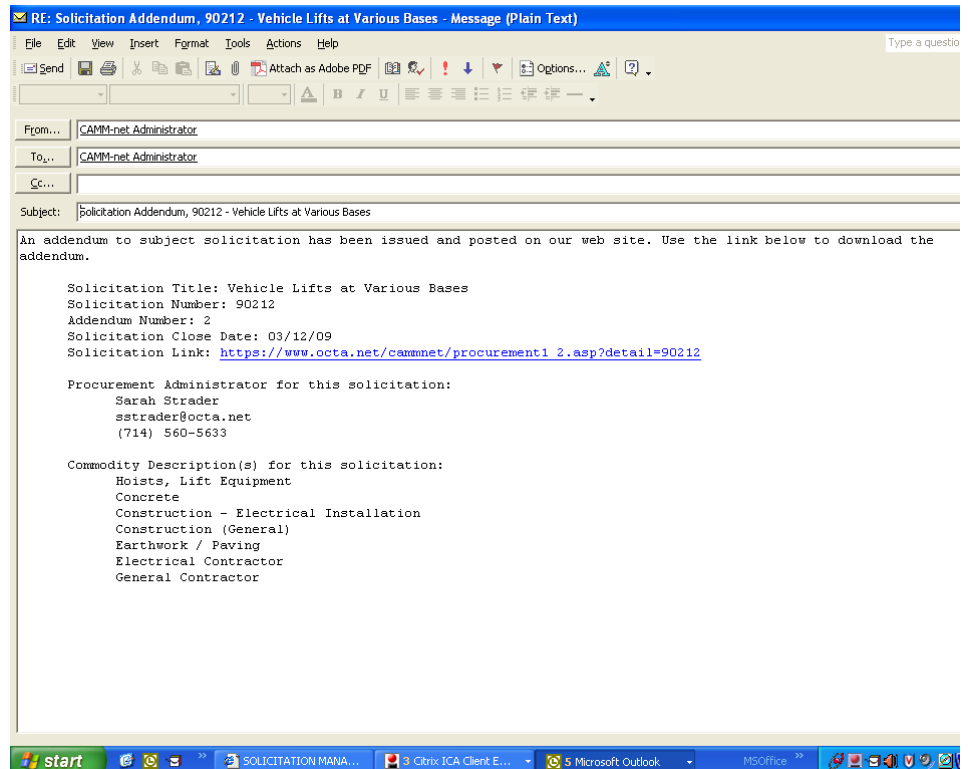 RE: Solicitation Addendum, 90212 - Vehicle Lifts at Various Bases - Message (Plain Text)
File Edit View Insert Format Tools Actions Help
Type a questio
Send Attach as Adobe PDF Options...
A B I U
From... CAMM-net Administrator
To... CAMM-net Administrator
Cc...
Subject: Solicitation Addendum, 90212 - Vehicle Lifts at Various Bases
An addendum to subject solicitation has been issued and posted on our web site. Use the link below to download the
addendum.
Solicitation Title: Vehicle Lifts at Various Bases
Solicitation Number: 90212
Addendum Number: 2
Solicitation Close Date: 03/12/09
Solicitation Link: https://www.octa.net/cammnet/procurement1_2.asp?detail=90212
Procurement Administrator for this solicitation:
Sarah Strader
sstrader@octa.net
(714) 560-5633
Commodity Description(s) for this solicitation:
Hoists, Lift Equipment
Concrete
Construction - Electrical Installation
Construction (General)
Earthwork / Paving
Electrical Contractor
General Contractor
start SOLICITATION MANA... 3 Citrix ICA Client E... 5 Microsoft Outlook MSOffice